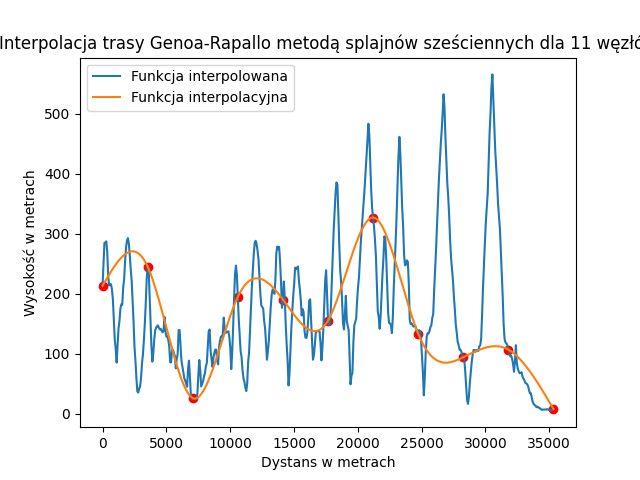 Interpolacja trasy Genoa-Rapallo metodą splajnów sześciennych dla 11 węzłó
Funkcja interpolowana
Funkcja interpolacyjna
Wysokość w metrach
500
400
300
200
100
0
0 5000 10000 15000 20000 25000 30000 35000
Dystans w metrach